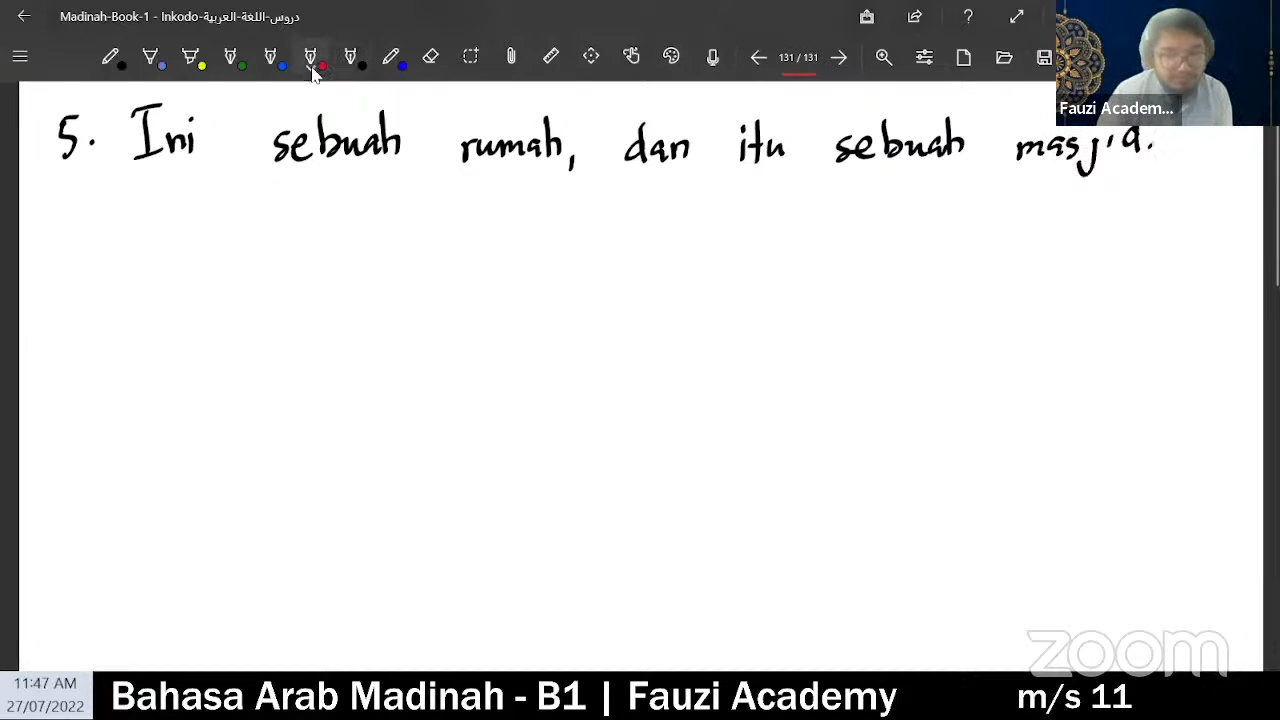 Madinah-Book-1 - Inkodo-دروس-اللغة-العربية
131 / 131
Fauzi Academ...
5. Ini sebuah rumah, dan itu sebuah masjid.
zoom
11:47 AM
27/07/2022
Bahasa Arab Madinah - B1 | Fauzi Academy
m/s 11